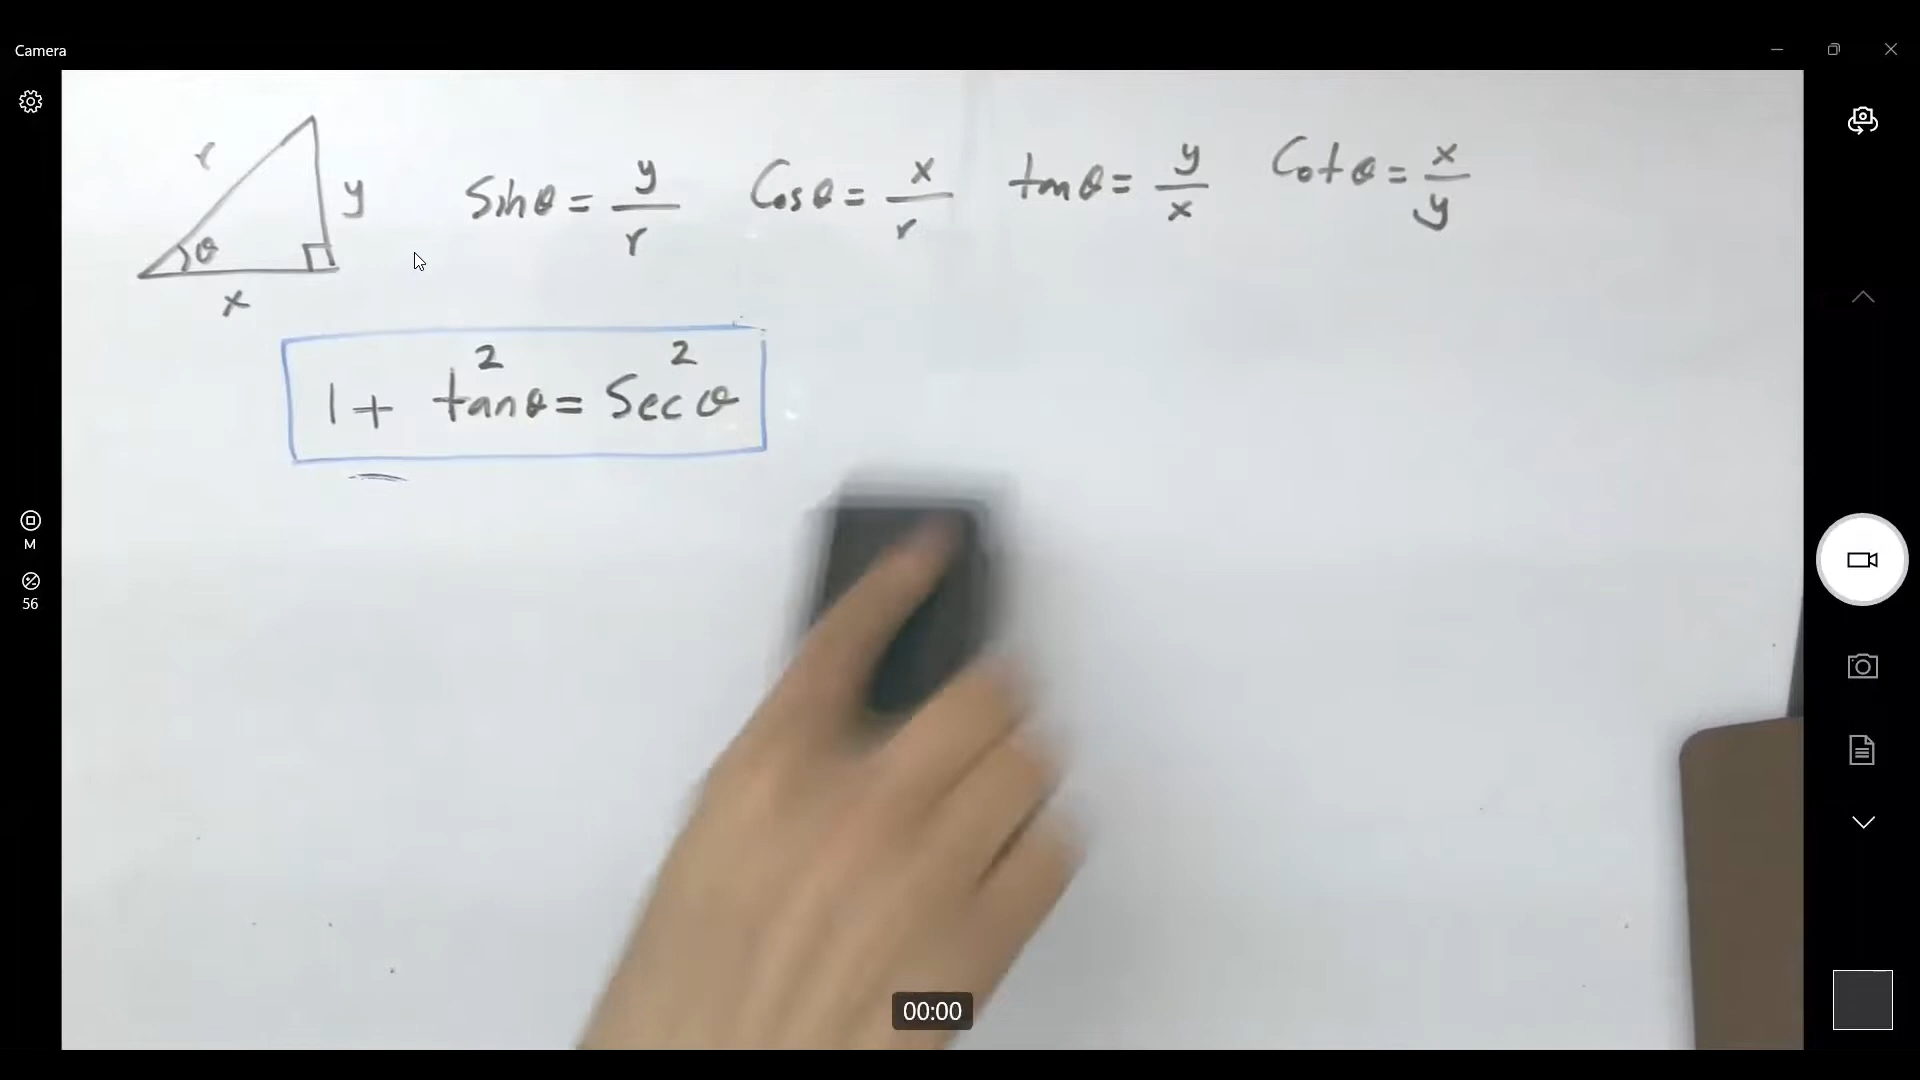 Camera
r
y
θ
x
sinθ = y/r Cosθ = x/r tanθ = y/x Cotθ = x/y
1 + tan²θ = Sec²θ
M
56
00:00